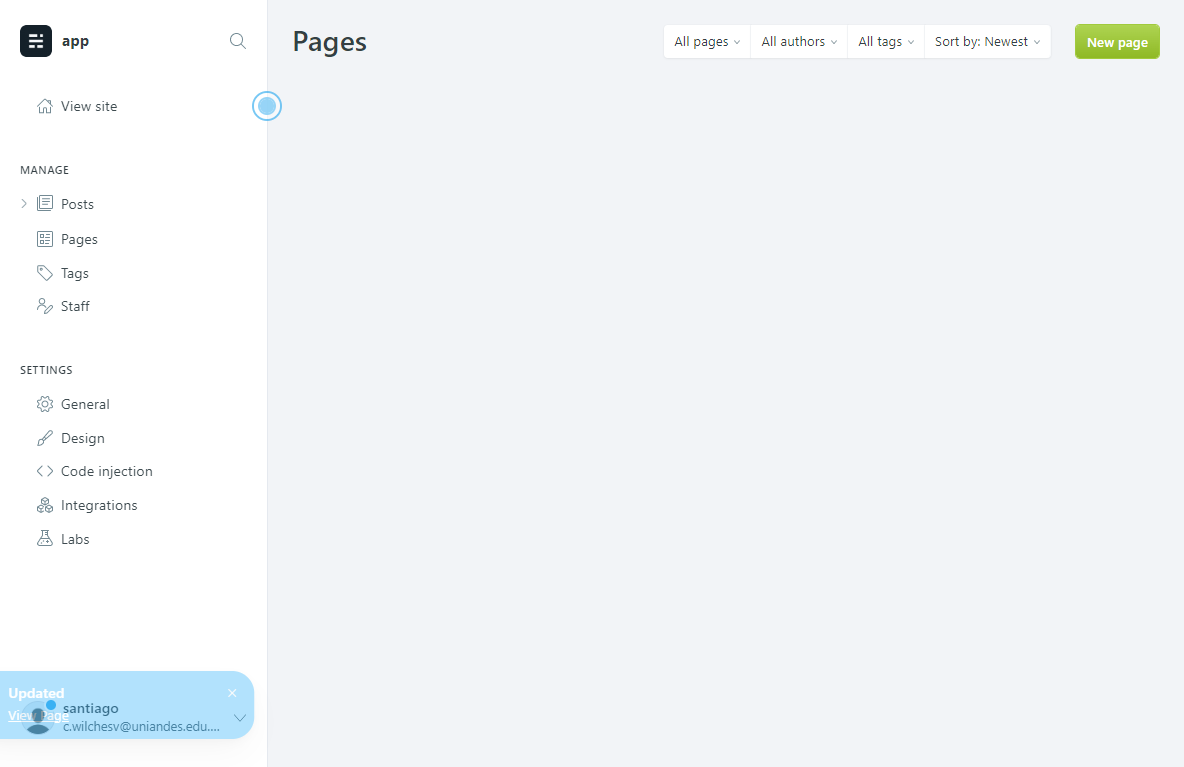 app
Pages
All pages
All authors
All tags
Sort by: Newest
New page
View site
MANAGE
Posts
Pages
Tags
Staff
SETTINGS
General
Design
Code injection
Integrations
Labs
Updated
View Page
santiago
c.wilchesv@uniandes.edu....